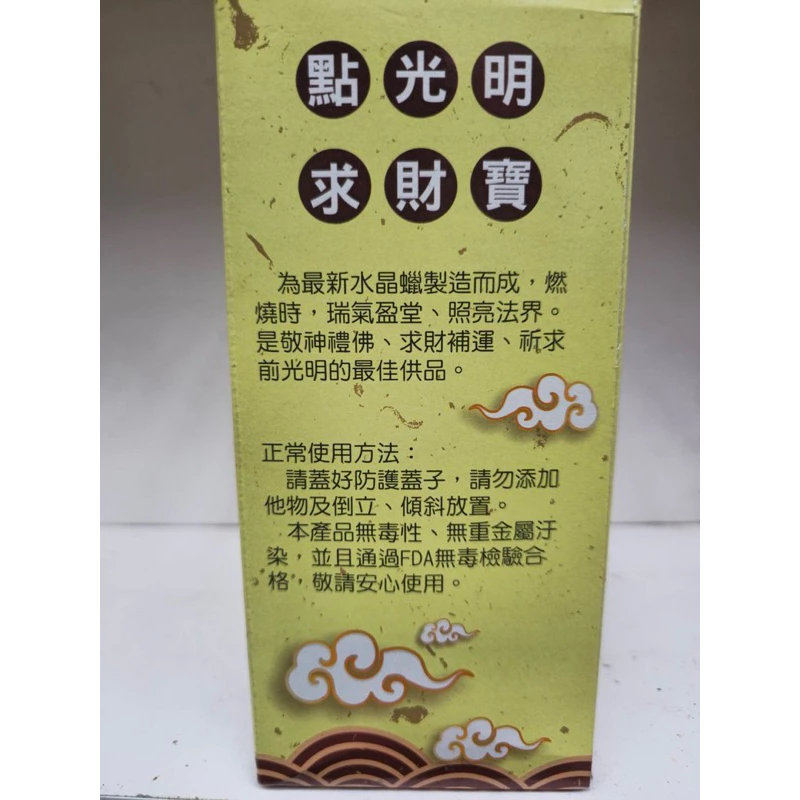 點光明
求財寶
為最新水晶蠟製造而成，燃
燒時，瑞氣盈堂、照亮法界。
是敬神禮佛、求財補運、祈求
前光明的最佳供品。
正常使用方法：
請蓋好防護蓋子，請勿添加
他物及倒立、傾斜放置。
本產品無毒性、無重金屬汙
染，並且通過FDA無毒檢驗合
格，敬請安心使用。